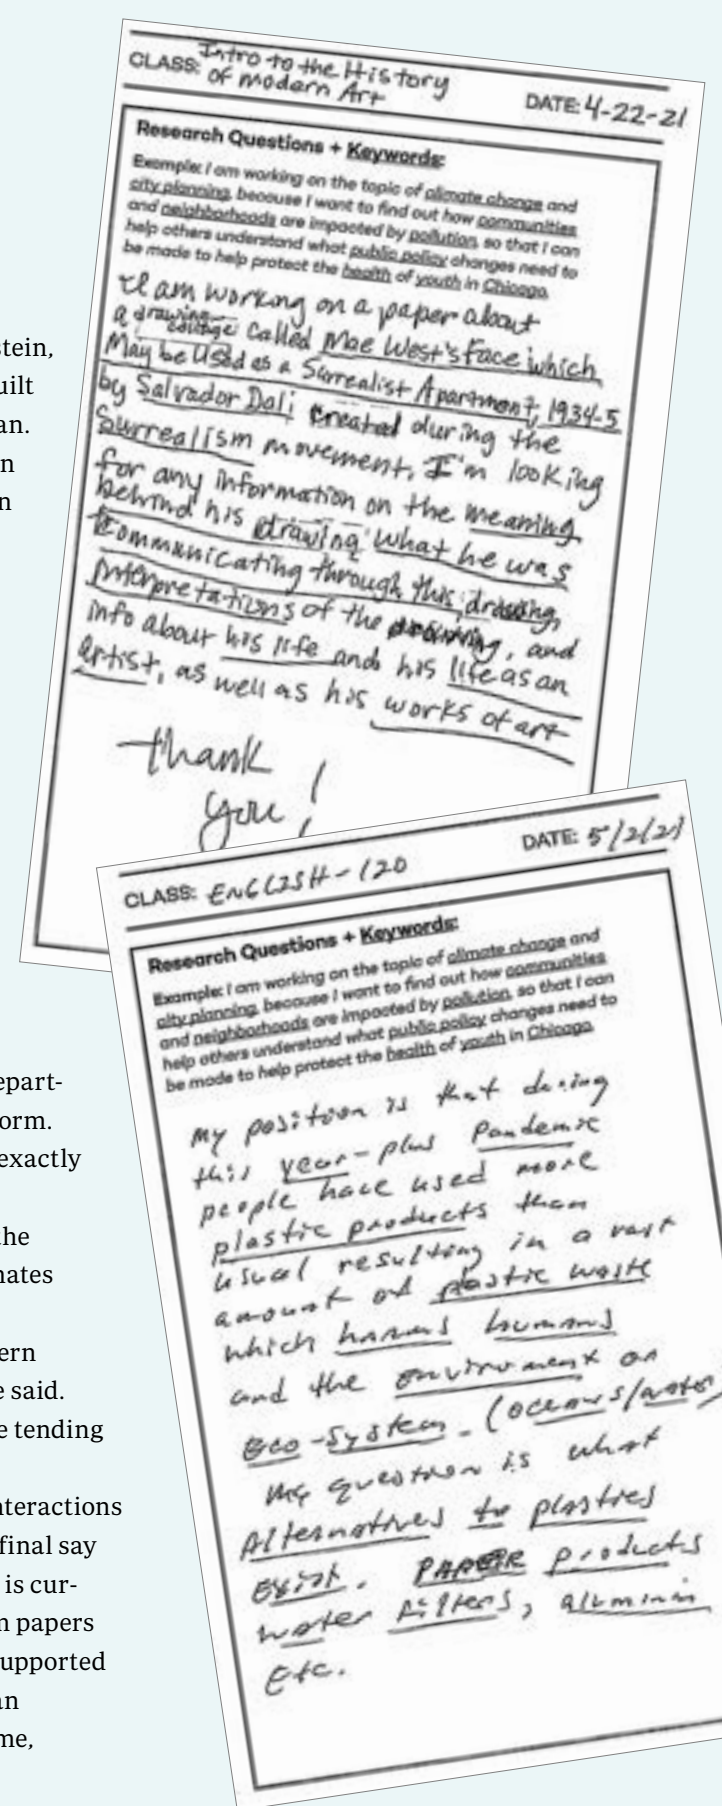 Intro to the History
CLASS: of modern Art
DATE: 4-22-21
Research Questions + Keywords:
Example: I am working on the topic of climate change and
city planning, because I want to find out how communities
and neighborhoods are impacted by pollution, so that I can
help others understand what public policy changes need to
be made to help protect the health of youth in Chicago.
I am working on a paper about
a drawing collage called Mae West's Face which
May be Used as a Surrealist Apartment, 1934-5
by Salvador Dali created during the
Surrealism movement, I'm looking
for any information on the meaning
behind his drawing what he was
communicating through this drawing,
interpretations of the drawing, and
info about his life and his life as an
artist, as well as his works of art
thank
you!
CLASS: ENGLISH-120
DATE: 5/2/21
Research Questions + Keywords:
Example: I am working on the topic of climate change and
city planning, because I want to find out how communities
and neighborhoods are impacted by pollution, so that I can
help others understand what public policy changes need to
be made to help protect the health of youth in Chicago.
My position is that during
this year-plus Pandemic
people have used more
plastic products than
usual resulting in a vast
amount of plastic waste
which harms humans
and the environment or
Eco-System. (oceans/water)
My question is what
Alternatives to plastics
Exist. PAPER products
water filters, aluminin
Etc.
stein,
uilt
an.
n
n
epart-
orm.
exactly
he
nates
ern
e said.
e tending
nteractions
final say
is cur-
n papers
upported
an
me,